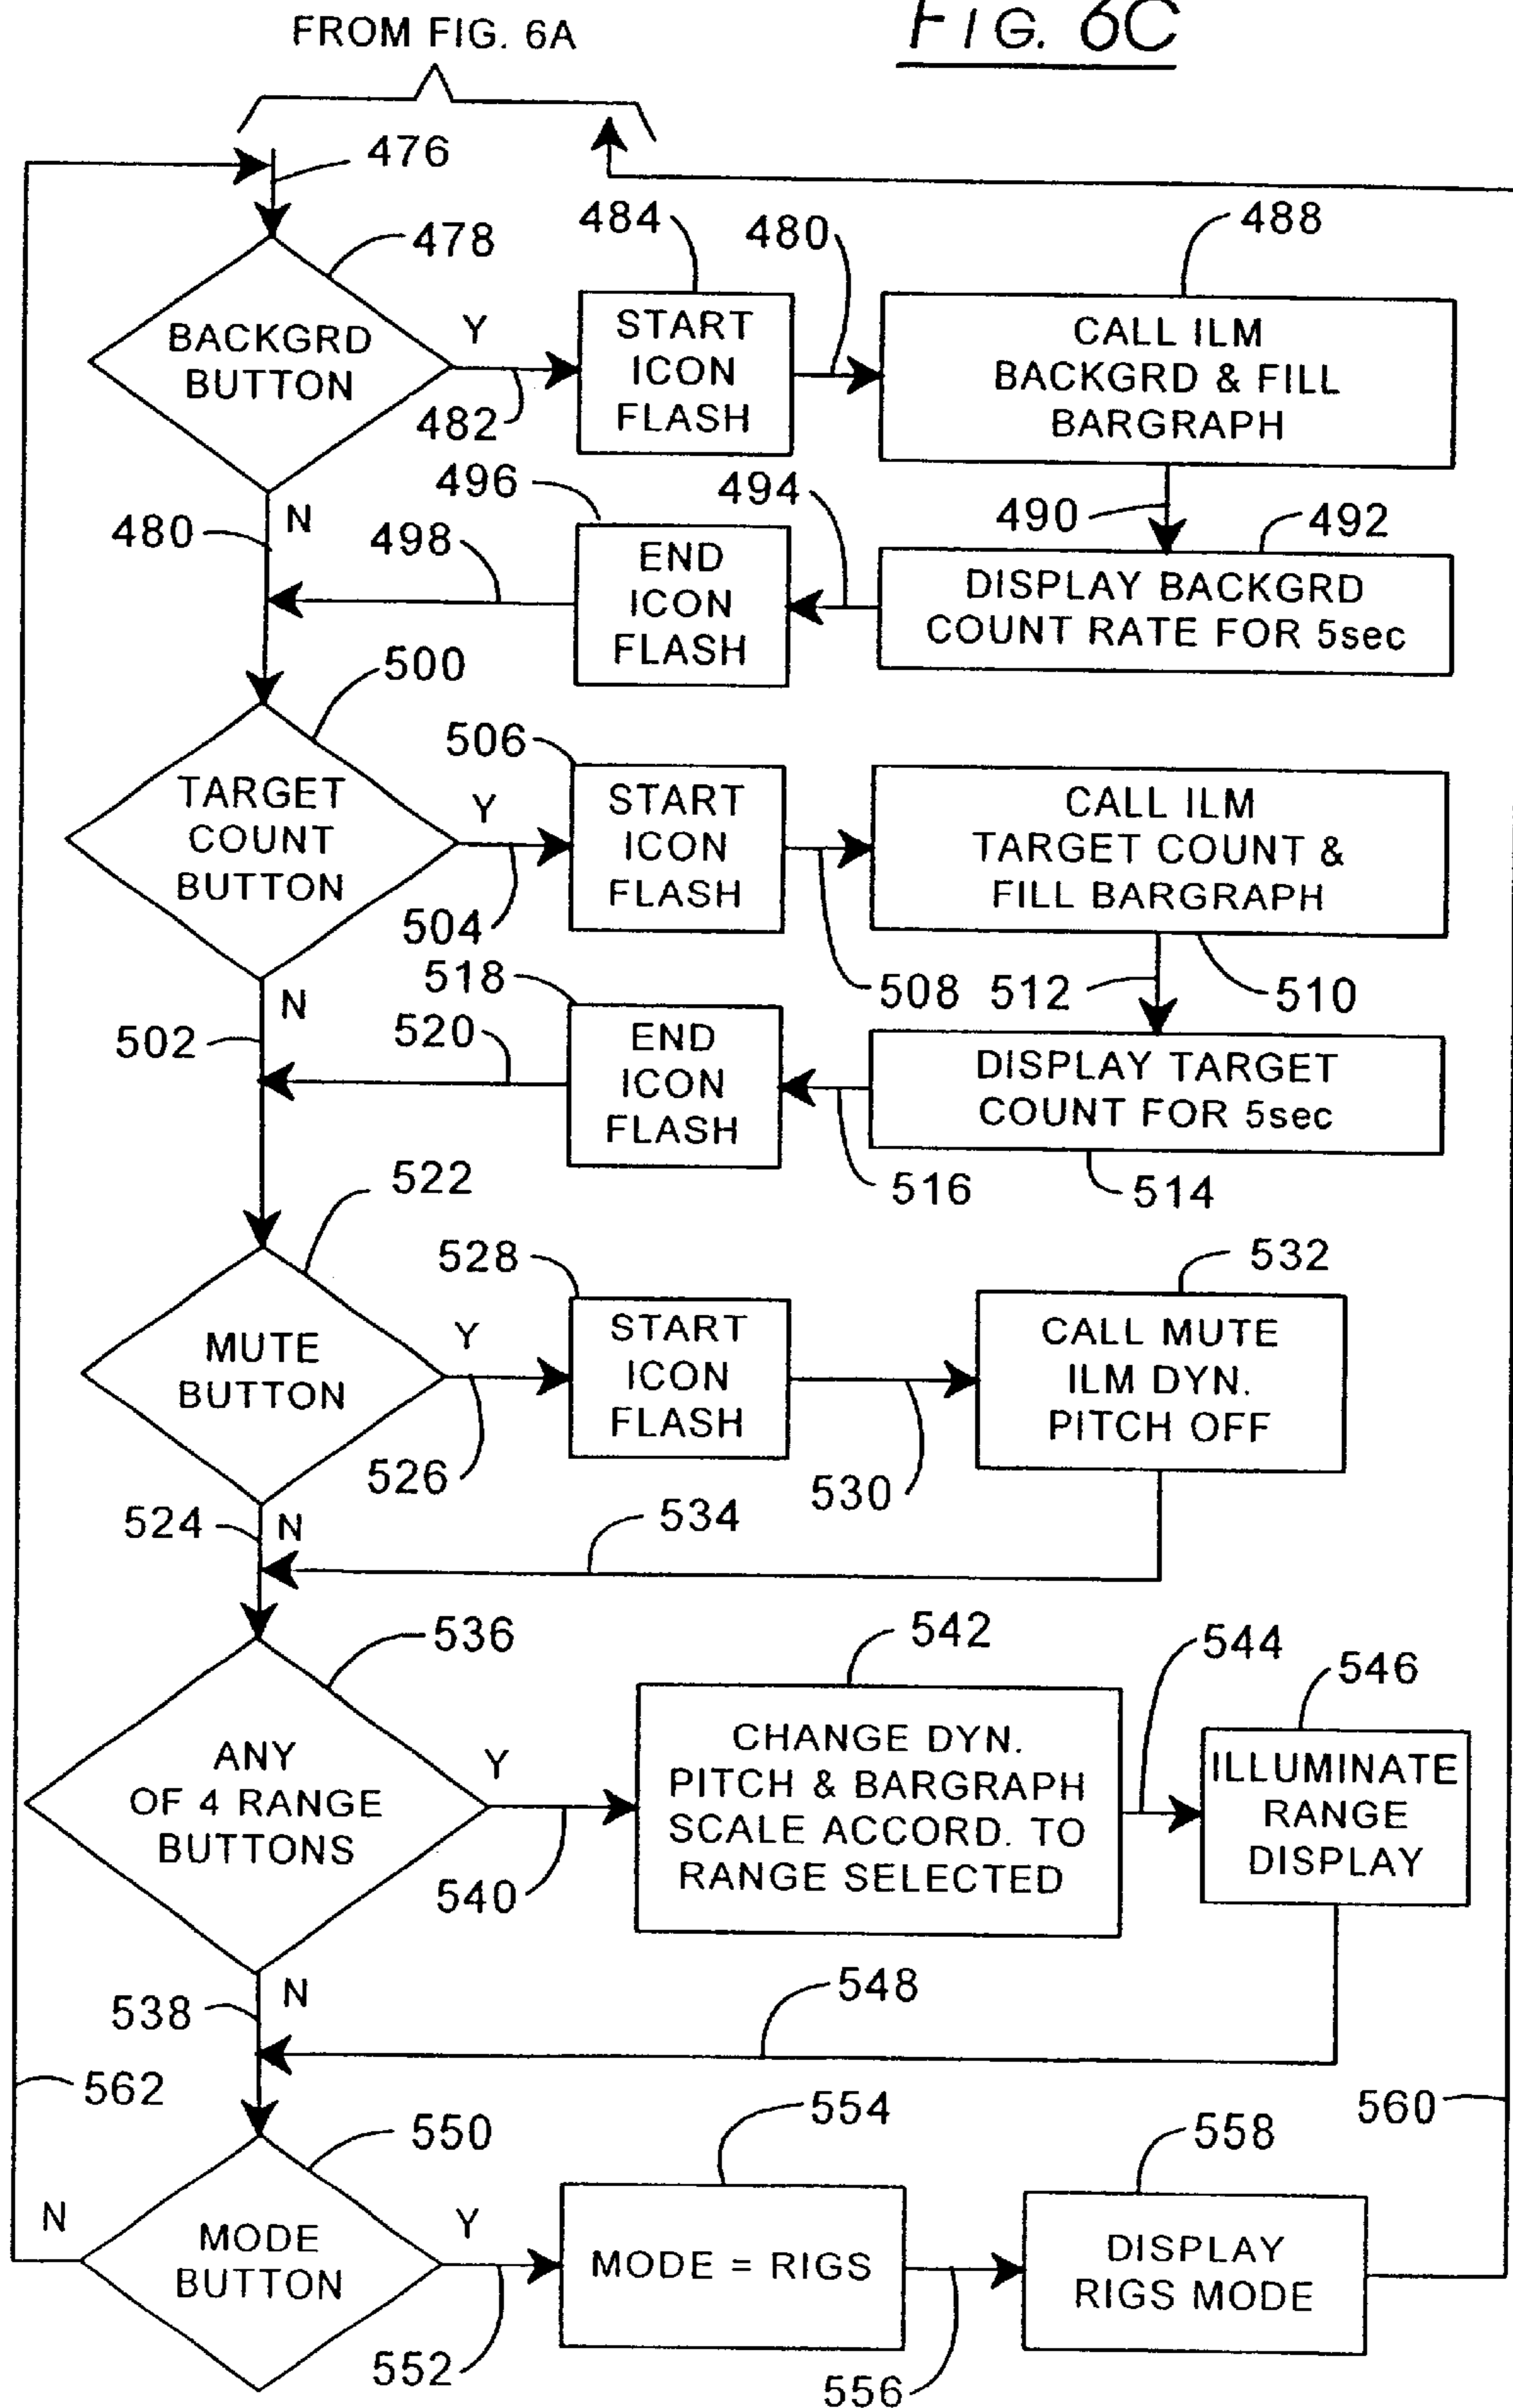 FIG. 6C
FROM FIG. 6A
476
478
484
480
488
BACKGRD
BUTTON
Y
482
START
ICON
FLASH
CALL ILM
BACKGRD & FILL
BARGRAPH
N
480
496
494
490
492
498
END
ICON
FLASH
DISPLAY BACKGRD
COUNT RATE FOR 5sec
500
506
TARGET
COUNT
BUTTON
Y
504
START
ICON
FLASH
CALL ILM
TARGET COUNT &
FILL BARGRAPH
508
512
510
N
502
518
520
END
ICON
FLASH
DISPLAY TARGET
COUNT FOR 5sec
516
514
522
528
532
MUTE
BUTTON
Y
526
START
ICON
FLASH
530
CALL MUTE
ILM DYN.
PITCH OFF
524
N
534
536
542
544
546
ANY
OF 4 RANGE
BUTTONS
Y
540
CHANGE DYN.
PITCH & BARGRAPH
SCALE ACCORD. TO
RANGE SELECTED
ILLUMINATE
RANGE
DISPLAY
N
538
548
562
550
554
558
560
N
MODE
BUTTON
Y
552
MODE = RIGS
556
DISPLAY
RIGS MODE